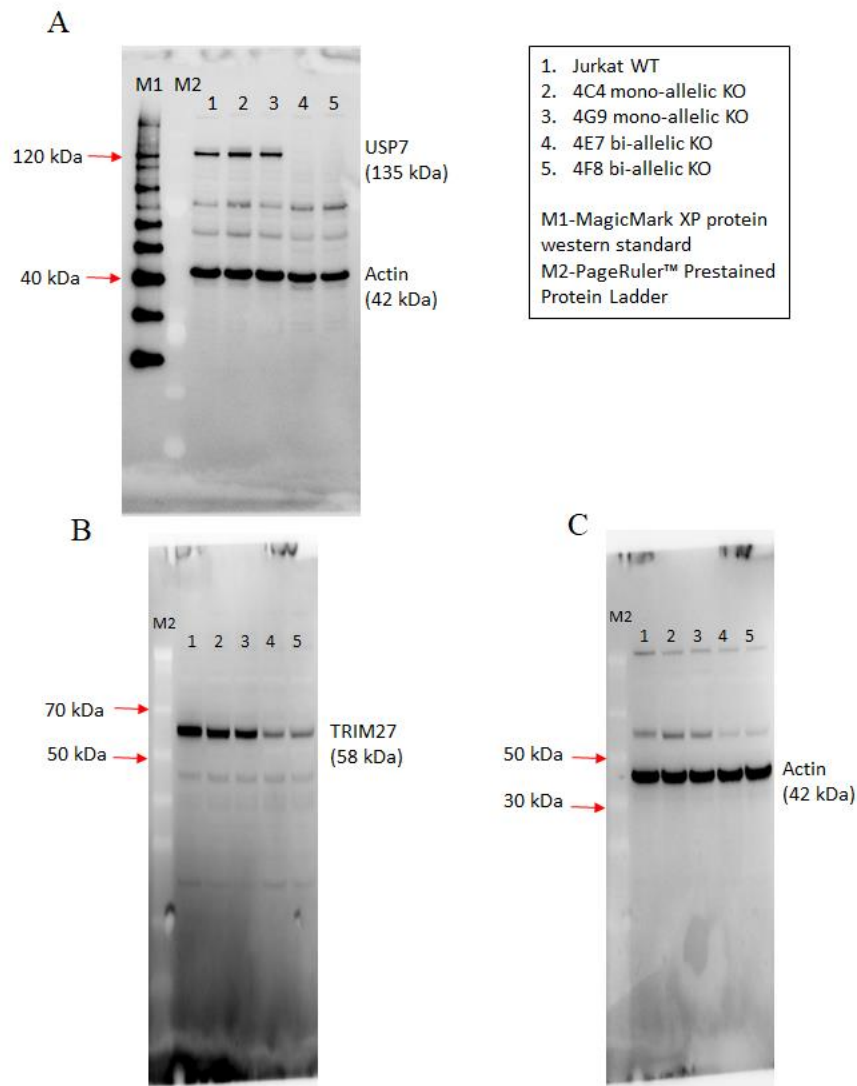 A
M1 M2
1 2 3 4 5
120 kDa
USP7
(135 kDa)
40 kDa
Actin
(42 kDa)
1. Jurkat WT
2. 4C4 mono-allelic KO
3. 4G9 mono-allelic KO
4. 4E7 bi-allelic KO
5. 4F8 bi-allelic KO
M1-MagicMark XP protein
western standard
M2-PageRuler™ Prestained
Protein Ladder
B
M2
1 2 3 4 5
70 kDa
50 kDa
TRIM27
(58 kDa)
C
M2
1 2 3 4 5
50 kDa
30 kDa
Actin
(42 kDa)